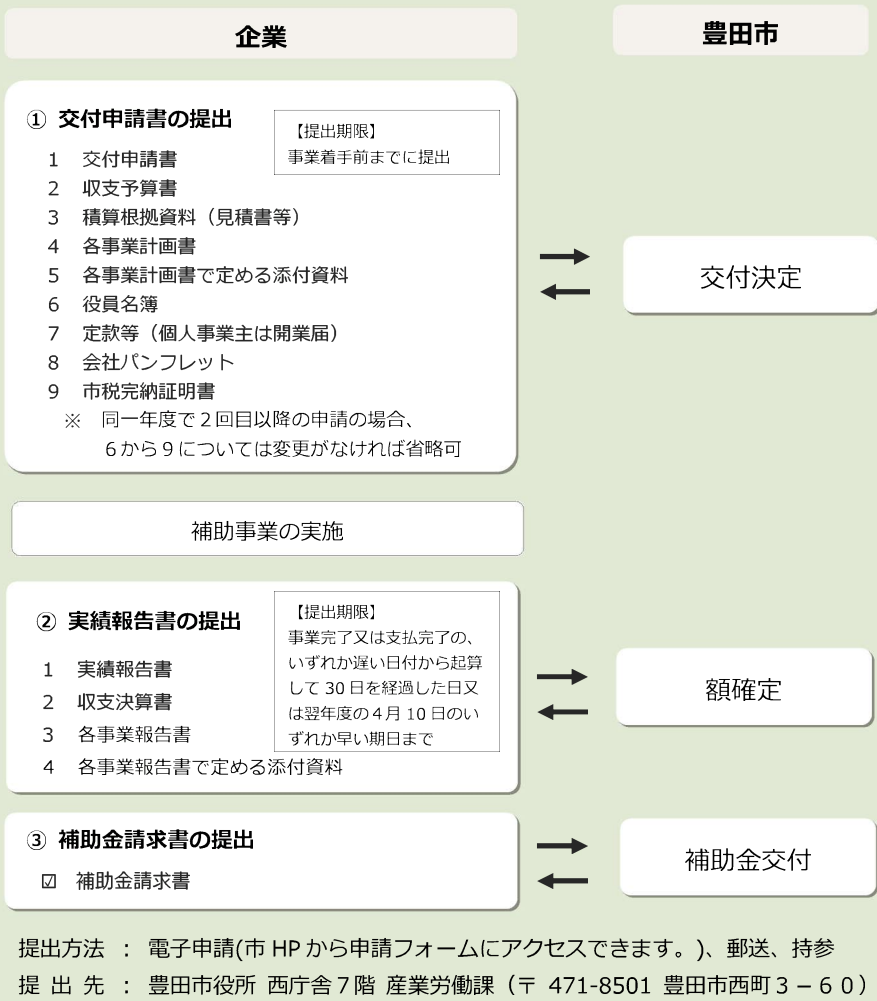 企業
豊田市
① 交付申請書の提出
【提出期限】
事業着手前までに提出
1 交付申請書
2 収支予算書
3 積算根拠資料（見積書等）
4 各事業計画書
5 各事業計画書で定める添付資料
6 役員名簿
7 定款等（個人事業主は開業届）
8 会社パンフレット
9 市税完納証明書
※ 同一年度で２回目以降の申請の場合、
６から９については変更がなければ省略可
交付決定
補助事業の実施
② 実績報告書の提出
【提出期限】
事業完了又は支払完了の、
いずれか遅い日付から起算
して 30 日を経過した日又
は翌年度の４月 10 日のい
ずれか早い期日まで
1 実績報告書
2 収支決算書
3 各事業報告書
4 各事業報告書で定める添付資料
額確定
③ 補助金請求書の提出
☑ 補助金請求書
補助金交付
提出方法 ： 電子申請(市 HP から申請フォームにアクセスできます。)、郵送、持参
提 出 先 ： 豊田市役所 西庁舎７階 産業労働課（〒 471-8501 豊田市西町３－６０）